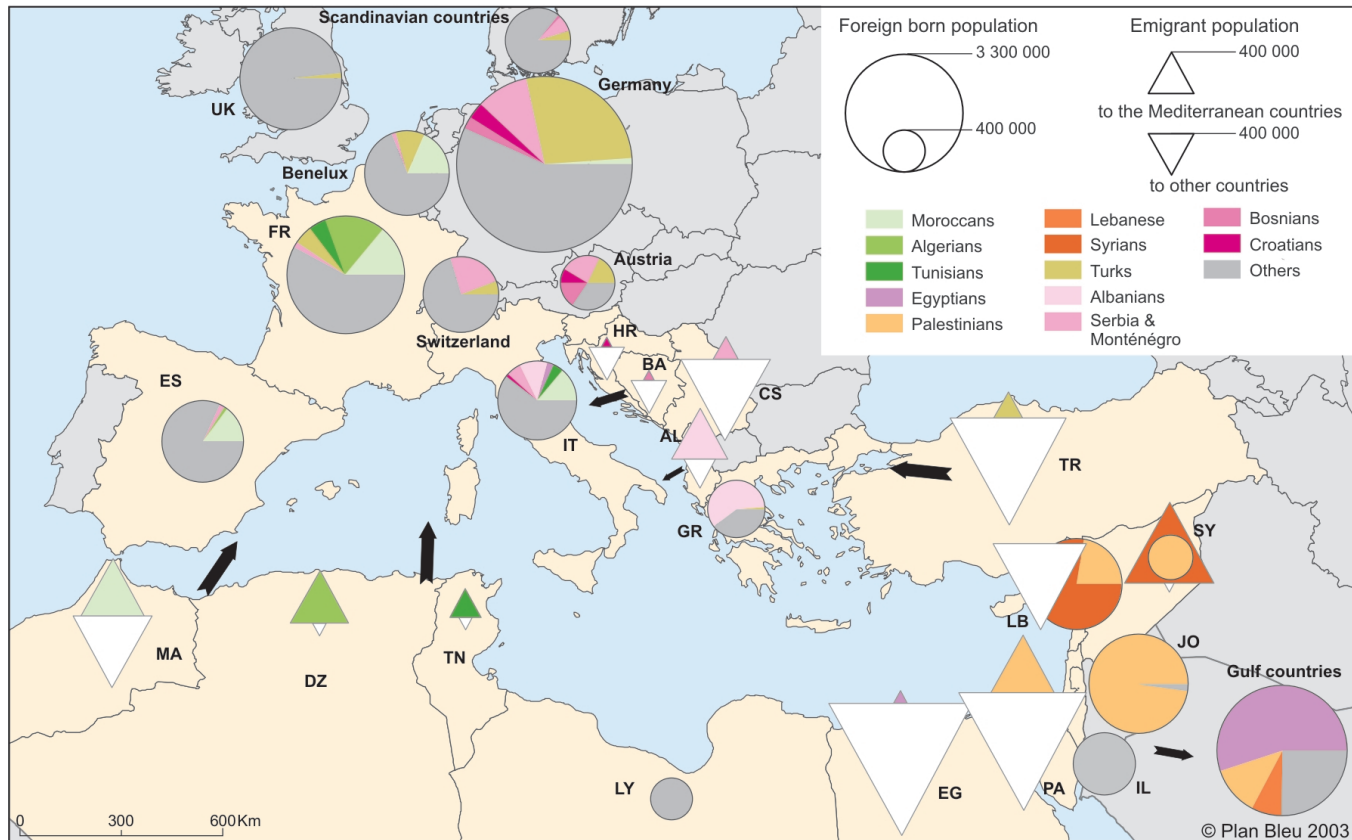 Scandinavian countries
UK
Germany
Benelux
FR
Austria
Switzerland
HR
BA
CS
ES
IT
AL
TR
GR
SY
LB
MA
DZ
TN
JO
Gulf countries
LY
EG
PA
IL
0 300 600Km
© Plan Bleu 2003
Foreign born population
3 300 000
400 000
Emigrant population
400 000
to the Mediterranean countries
400 000
to other countries
Moroccans
Algerians
Tunisians
Egyptians
Palestinians
Lebanese
Syrians
Turks
Albanians
Serbia &
Monténégro
Bosnians
Croatians
Others